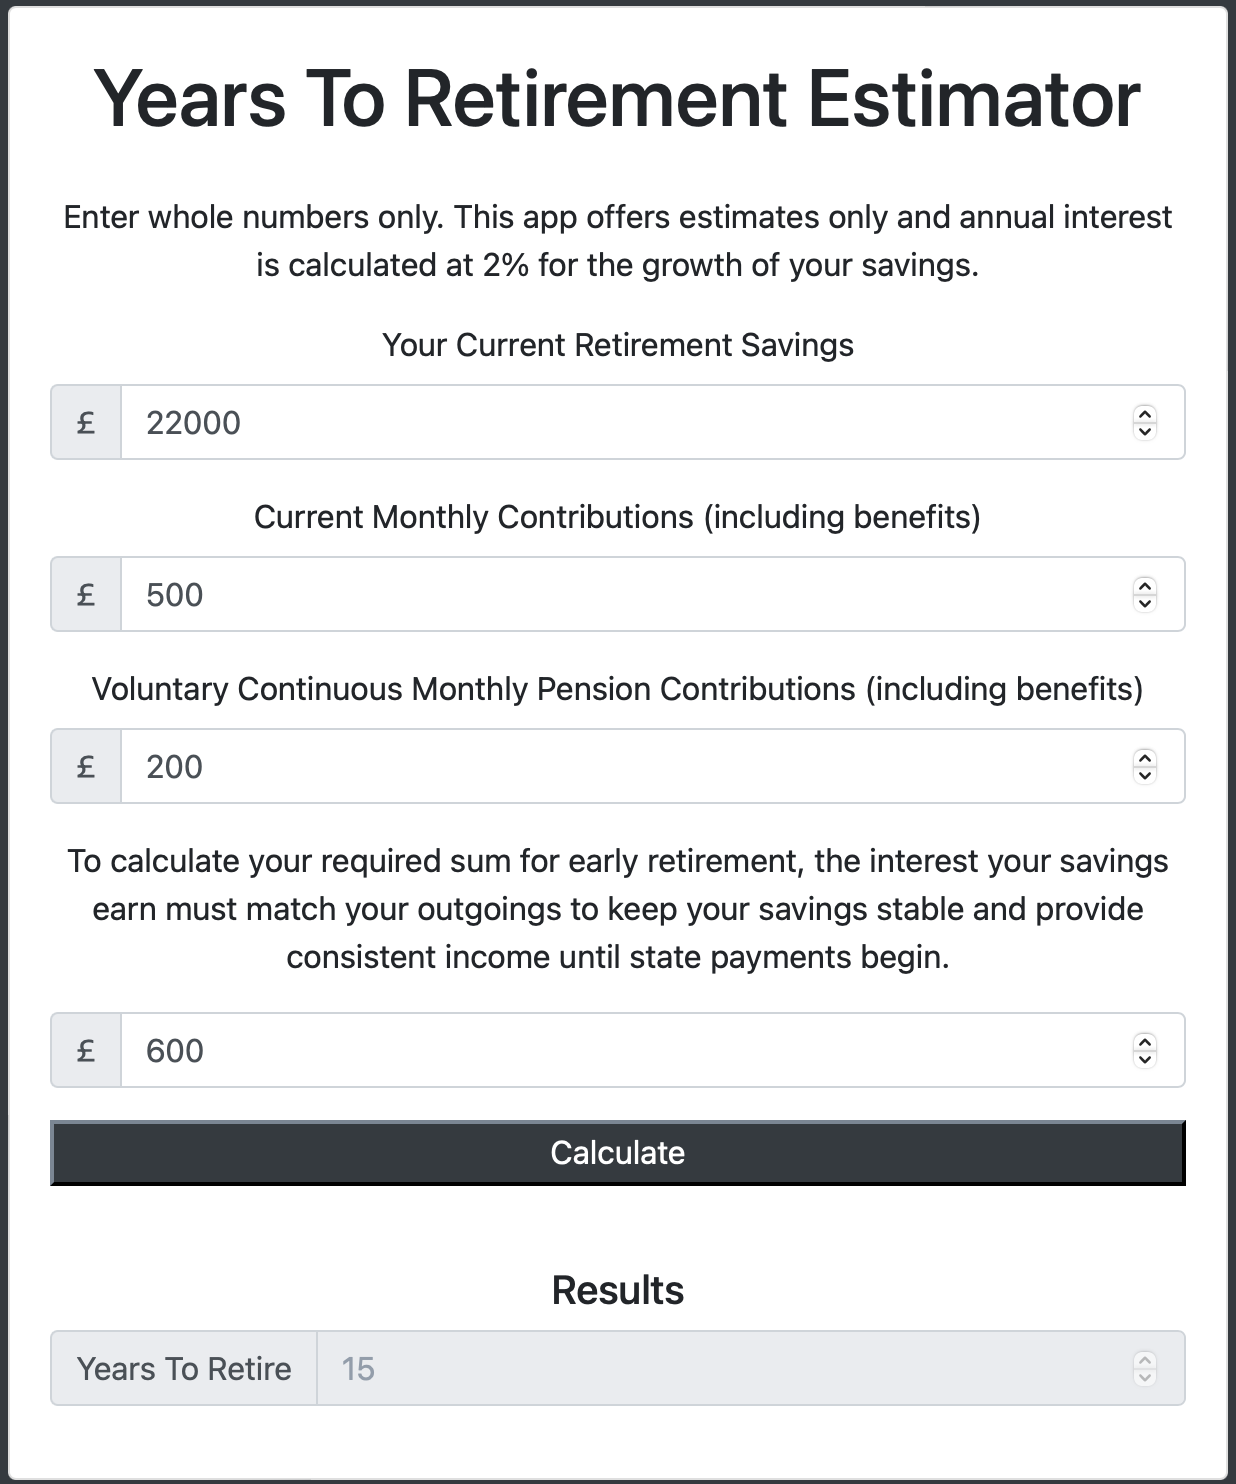 Years To Retirement Estimator
Enter whole numbers only. This app offers estimates only and annual interest
is calculated at 2% for the growth of your savings.
Your Current Retirement Savings
£ 22000
Current Monthly Contributions (including benefits)
£ 500
Voluntary Continuous Monthly Pension Contributions (including benefits)
£ 200
To calculate your required sum for early retirement, the interest your savings
earn must match your outgoings to keep your savings stable and provide
consistent income until state payments begin.
£ 600
Calculate
Results
Years To Retire 15